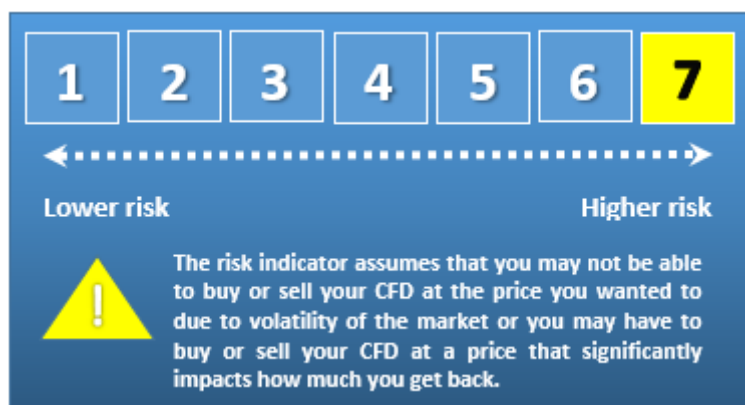 1 2 3 4 5 6 7
Lower risk Higher risk
! The risk indicator assumes that you may not be able
to buy or sell your CFD at the price you wanted to
due to volatility of the market or you may have to
buy or sell your CFD at a price that significantly
impacts how much you get back.